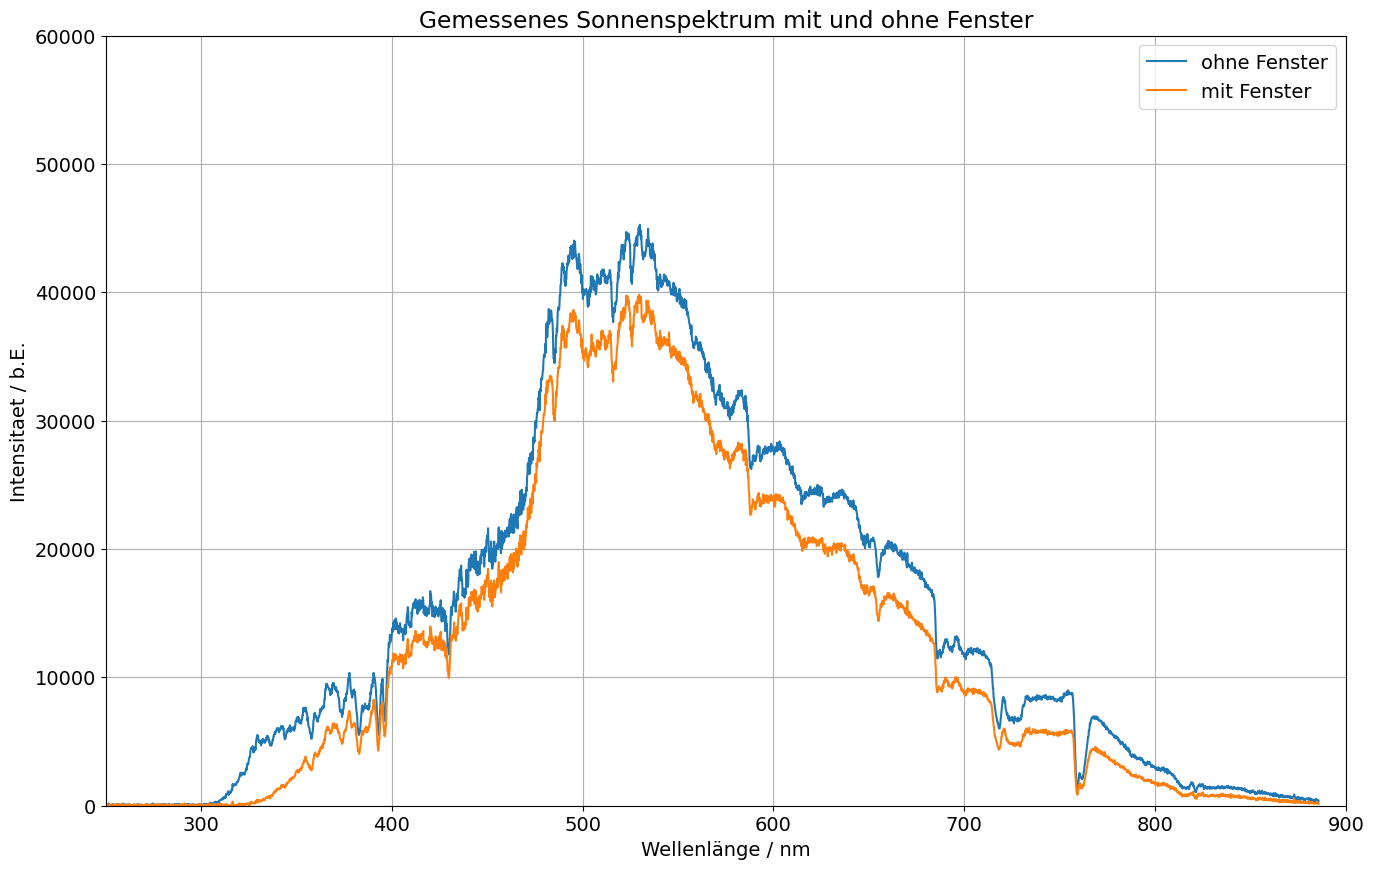 Gemessenes Sonnenspektrum mit und ohne Fenster
60000
50000
40000
30000
20000
10000
0
Intensitaet / b.E.
ohne Fenster
mit Fenster
300 400 500 600 700 800 900
Wellenlänge / nm